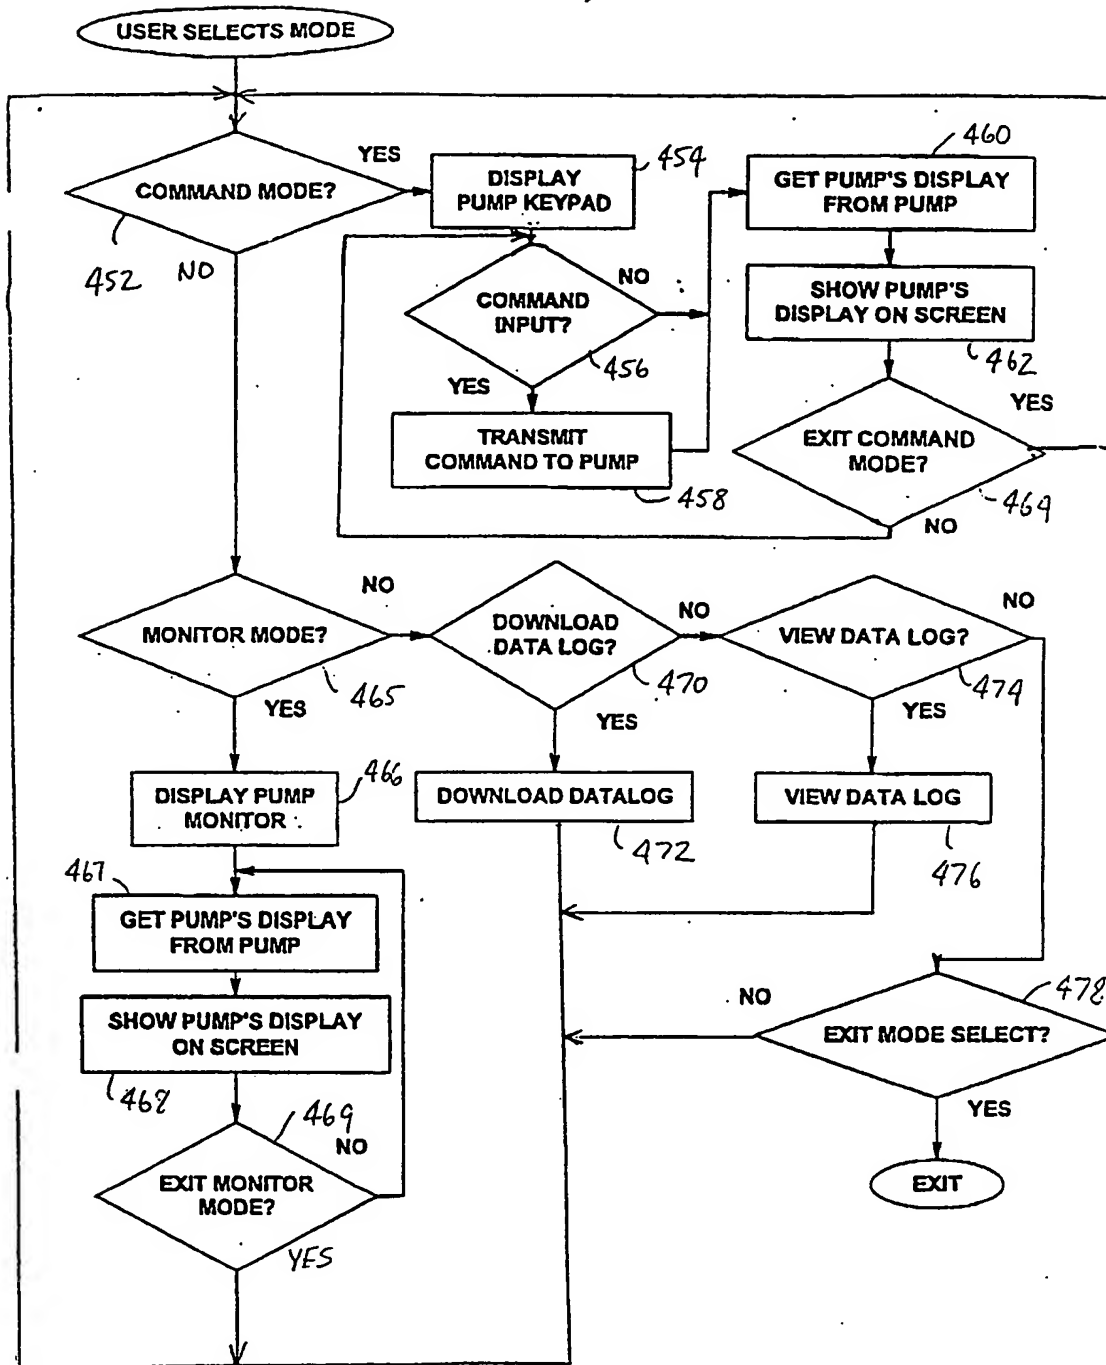 USER SELECTS MODE
COMMAND MODE?
YES
452
NO
DISPLAY
PUMP KEYPAD
454
COMMAND
INPUT?
NO
456
YES
TRANSMIT
COMMAND TO PUMP
458
460
GET PUMP'S DISPLAY
FROM PUMP
SHOW PUMP'S
DISPLAY ON SCREEN
462
EXIT COMMAND
MODE?
YES
464
NO
MONITOR MODE?
NO
465
YES
DOWNLOAD
DATA LOG?
NO
470
YES
VIEW DATA LOG?
NO
474
YES
DISPLAY PUMP
MONITOR
466
DOWNLOAD DATALOG
472
VIEW DATA LOG
476
467
GET PUMP'S DISPLAY
FROM PUMP
SHOW PUMP'S DISPLAY
ON SCREEN
468
469
EXIT MONITOR
MODE?
NO
YES
NO
EXIT MODE SELECT?
478
YES
EXIT